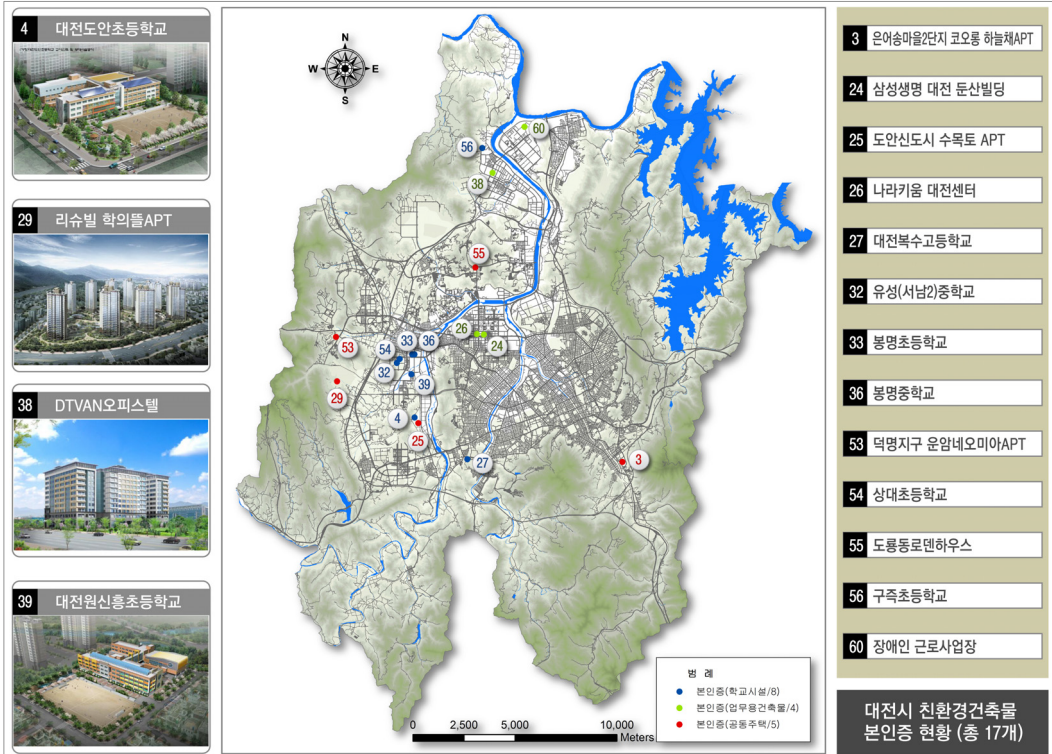 4 대전도안초등학교
29 리슈빌 학의뜰APT
38 DTVAN오피스텔
39 대전원신흥초등학교
N
W E
S
60
56
38
55
26
24
33
36
54
53
32
39
29
4
25
27
3
범 례
본인증(학교시설/8)
본인증(업무용건축물/4)
본인증(공동주택/5)
0 2,500 5,000 10,000
Meters
3 은어송마을2단지 코오롱 하늘채APT
24 삼성생명 대전 둔산빌딩
25 도안신도시 수목토 APT
26 나라키움 대전센터
27 대전복수고등학교
32 유성(서남2)중학교
33 봉명초등학교
36 봉명중학교
53 덕명지구 운암네오미아APT
54 상대초등학교
55 도룡동로덴하우스
56 구즉초등학교
60 장애인 근로사업장
대전시 친환경건축물
본인증 현황 (총 17개)